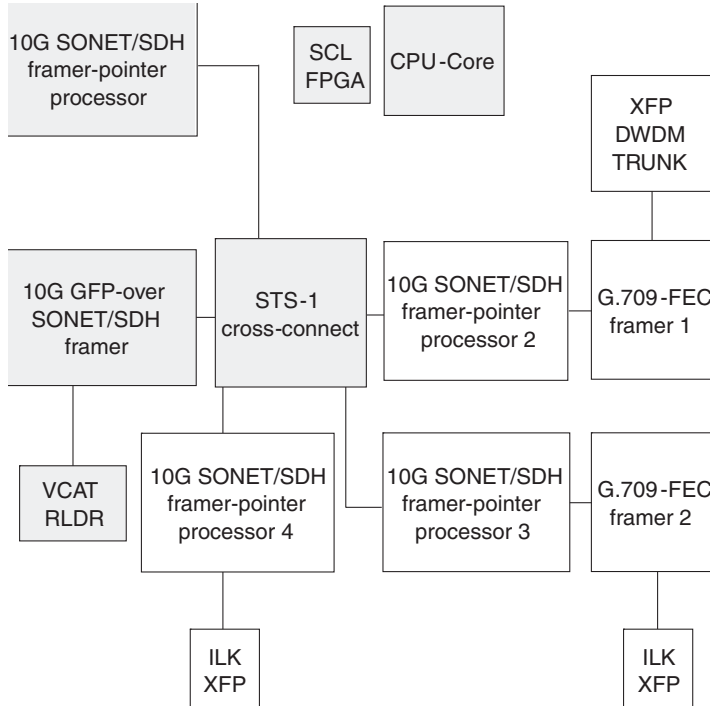 10G SONET/SDH
framer-pointer
processor
SCL
FPGA
CPU-Core
XFP
DWDM
TRUNK
10G GFP-over
SONET/SDH
framer
STS-1
cross-connect
10G SONET/SDH
framer-pointer
processor 2
G.709-FEC
framer 1
VCAT
RLDR
10G SONET/SDH
framer-pointer
processor 4
10G SONET/SDH
framer-pointer
processor 3
G.709-FEC
framer 2
ILK
XFP
ILK
XFP